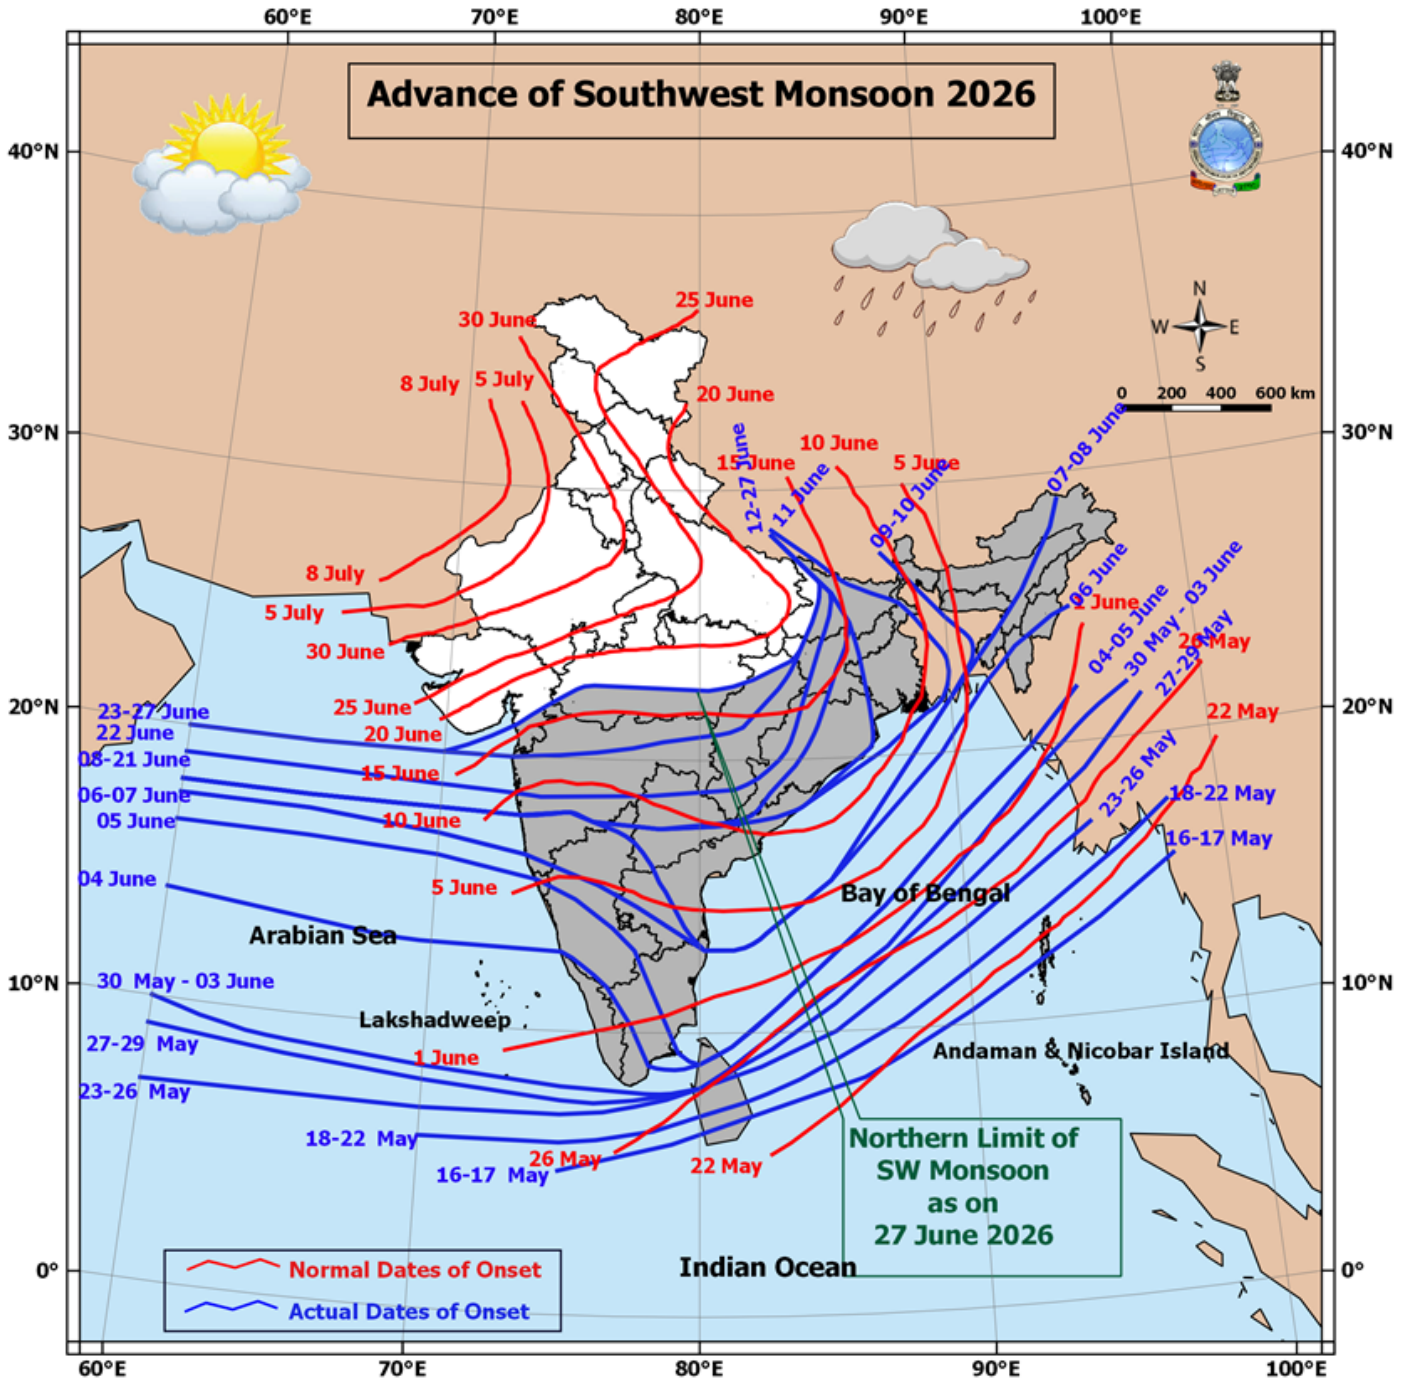 60°E 70°E 80°E 90°E 100°E
Advance of Southwest Monsoon 2026
40°N 40°N
N
W E
S
0 200 400 600 km
25 June
30 June
8 July 5 July
20 June
07-08 June
30°N 30°N
12-27 June
15 June
11 June
10 June
5 June
09-10 June
8 July
5 July
30 June
06 June
1 June
04-05 June
30 May - 03 June
27-29 May
26 May
25 June
20 June
20°N 20°N
23-27 June
22 June
08-21 June
15 June
22 May
23-26 May
18-22 May
06-07 June
05 June
10 June
16-17 May
04 June
5 June
Bay of Bengal
Arabian Sea
10°N 10°N
30 May - 03 June
Lakshadweep
27-29 May
1 June
Andaman & Nicobar Island
23-26 May
18-22 May
16-17 May
26 May
22 May
Northern Limit of
SW Monsoon
as on
27 June 2026
0° 0°
Indian Ocean
Normal Dates of Onset
Actual Dates of Onset
60°E 70°E 80°E 90°E 100°E